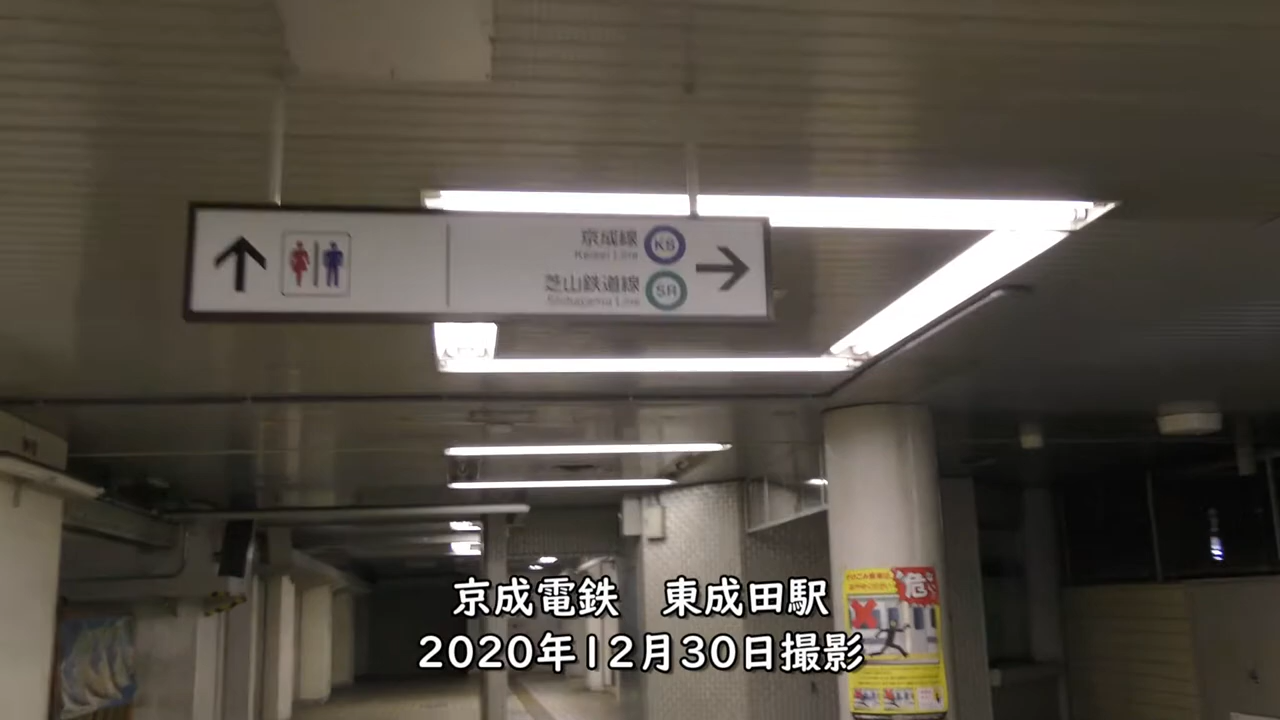 京成線 KS
Keisei Line
芝山鉄道線 SR
Shibayama Line
危
京成電鉄　東成田駅
2020年12月30日撮影